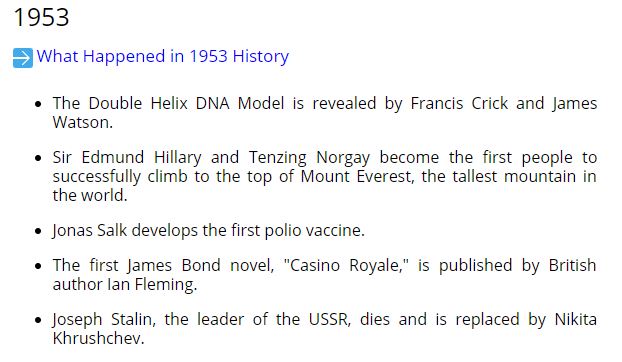 1953
What Happened in 1953 History
• The Double Helix DNA Model is revealed by Francis Crick and James
Watson.
• Sir Edmund Hillary and Tenzing Norgay become the first people to
successfully climb to the top of Mount Everest, the tallest mountain in
the world.
• Jonas Salk develops the first polio vaccine.
• The first James Bond novel, "Casino Royale," is published by British
author Ian Fleming.
• Joseph Stalin, the leader of the USSR, dies and is replaced by Nikita
Khrushchev.